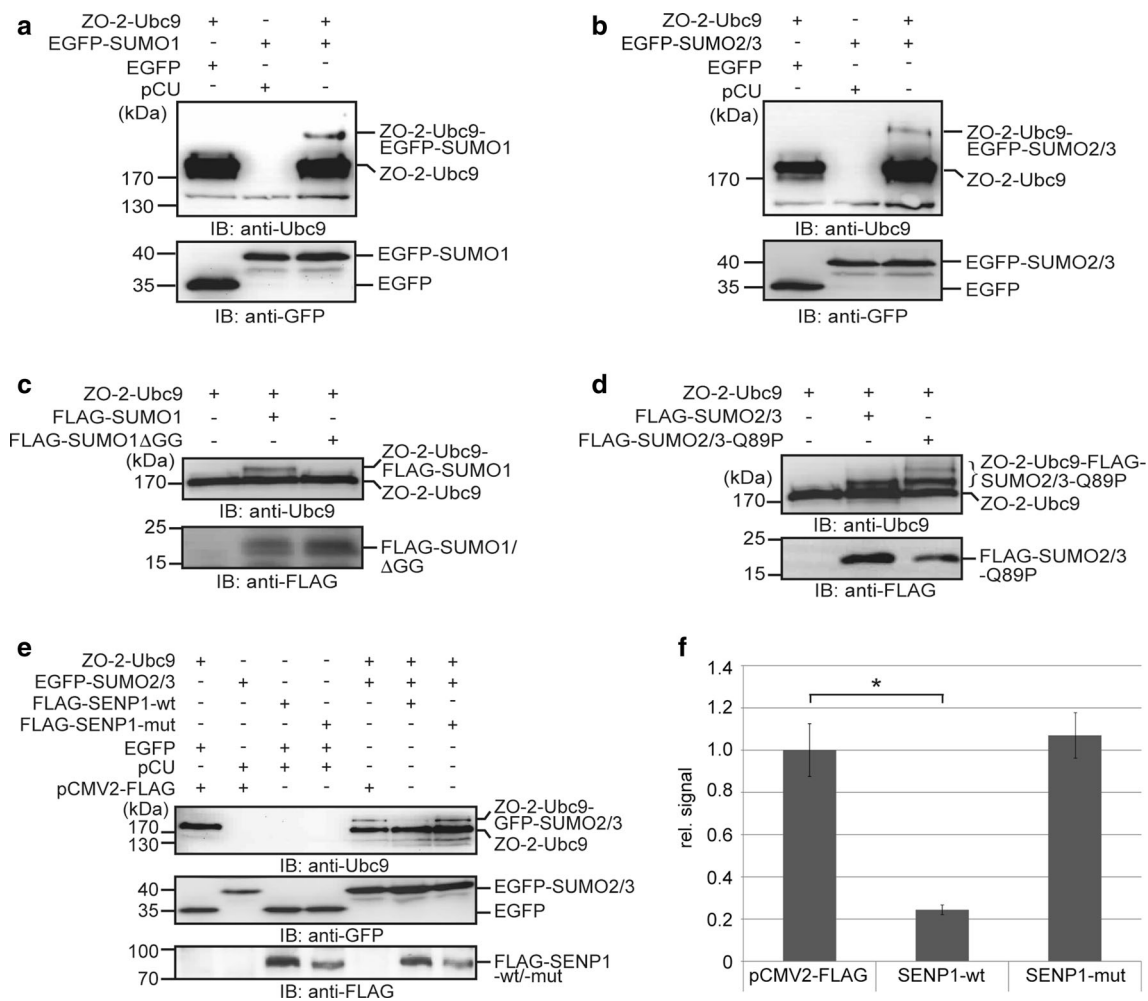 a
ZO-2-Ubc9 + - +
EGFP-SUMO1 - + +
EGFP + - -
pCU - + -
(kDa)
ZO-2-Ubc9-
EGFP-SUMO1
170
ZO-2-Ubc9
130
IB: anti-Ubc9
40
EGFP-SUMO1
35
EGFP
IB: anti-GFP
b
ZO-2-Ubc9 + - +
EGFP-SUMO2/3 - + +
EGFP + - -
pCU - + -
(kDa)
ZO-2-Ubc9-
EGFP-SUMO2/3
170
ZO-2-Ubc9
IB: anti-Ubc9
40
EGFP-SUMO2/3
35
EGFP
IB: anti-GFP
c
ZO-2-Ubc9 + + +
FLAG-SUMO1 - + -
FLAG-SUMO1ΔGG - - +
(kDa)
ZO-2-Ubc9-
FLAG-SUMO1
170
ZO-2-Ubc9
IB: anti-Ubc9
25
FLAG-SUMO1/
ΔGG
15
IB: anti-FLAG
d
ZO-2-Ubc9 + + +
FLAG-SUMO2/3 - + -
FLAG-SUMO2/3-Q89P - - +
(kDa)
ZO-2-Ubc9-FLAG-
SUMO2/3-Q89P
170
ZO-2-Ubc9
IB: anti-Ubc9
25
FLAG-SUMO2/3
-Q89P
15
IB: anti-FLAG
e
ZO-2-Ubc9 + - - - + + +
EGFP-SUMO2/3 - + - - + + +
FLAG-SENP1-wt - - + - - + -
FLAG-SENP1-mut - - - + - - +
EGFP + - + + - - -
pCU - + + + - - -
pCMV2-FLAG + + - - + - -
(kDa)
ZO-2-Ubc9-
GFP-SUMO2/3
170
130
ZO-2-Ubc9
IB: anti-Ubc9
40
EGFP-SUMO2/3
35
EGFP
IB: anti-GFP
100
FLAG-SENP1
-wt/-mut
70
IB: anti-FLAG
f
1.4
1.2
*
1.0
0.8
rel. signal
0.6
0.4
0.2
0
pCMV2-FLAG SENP1-wt SENP1-mut